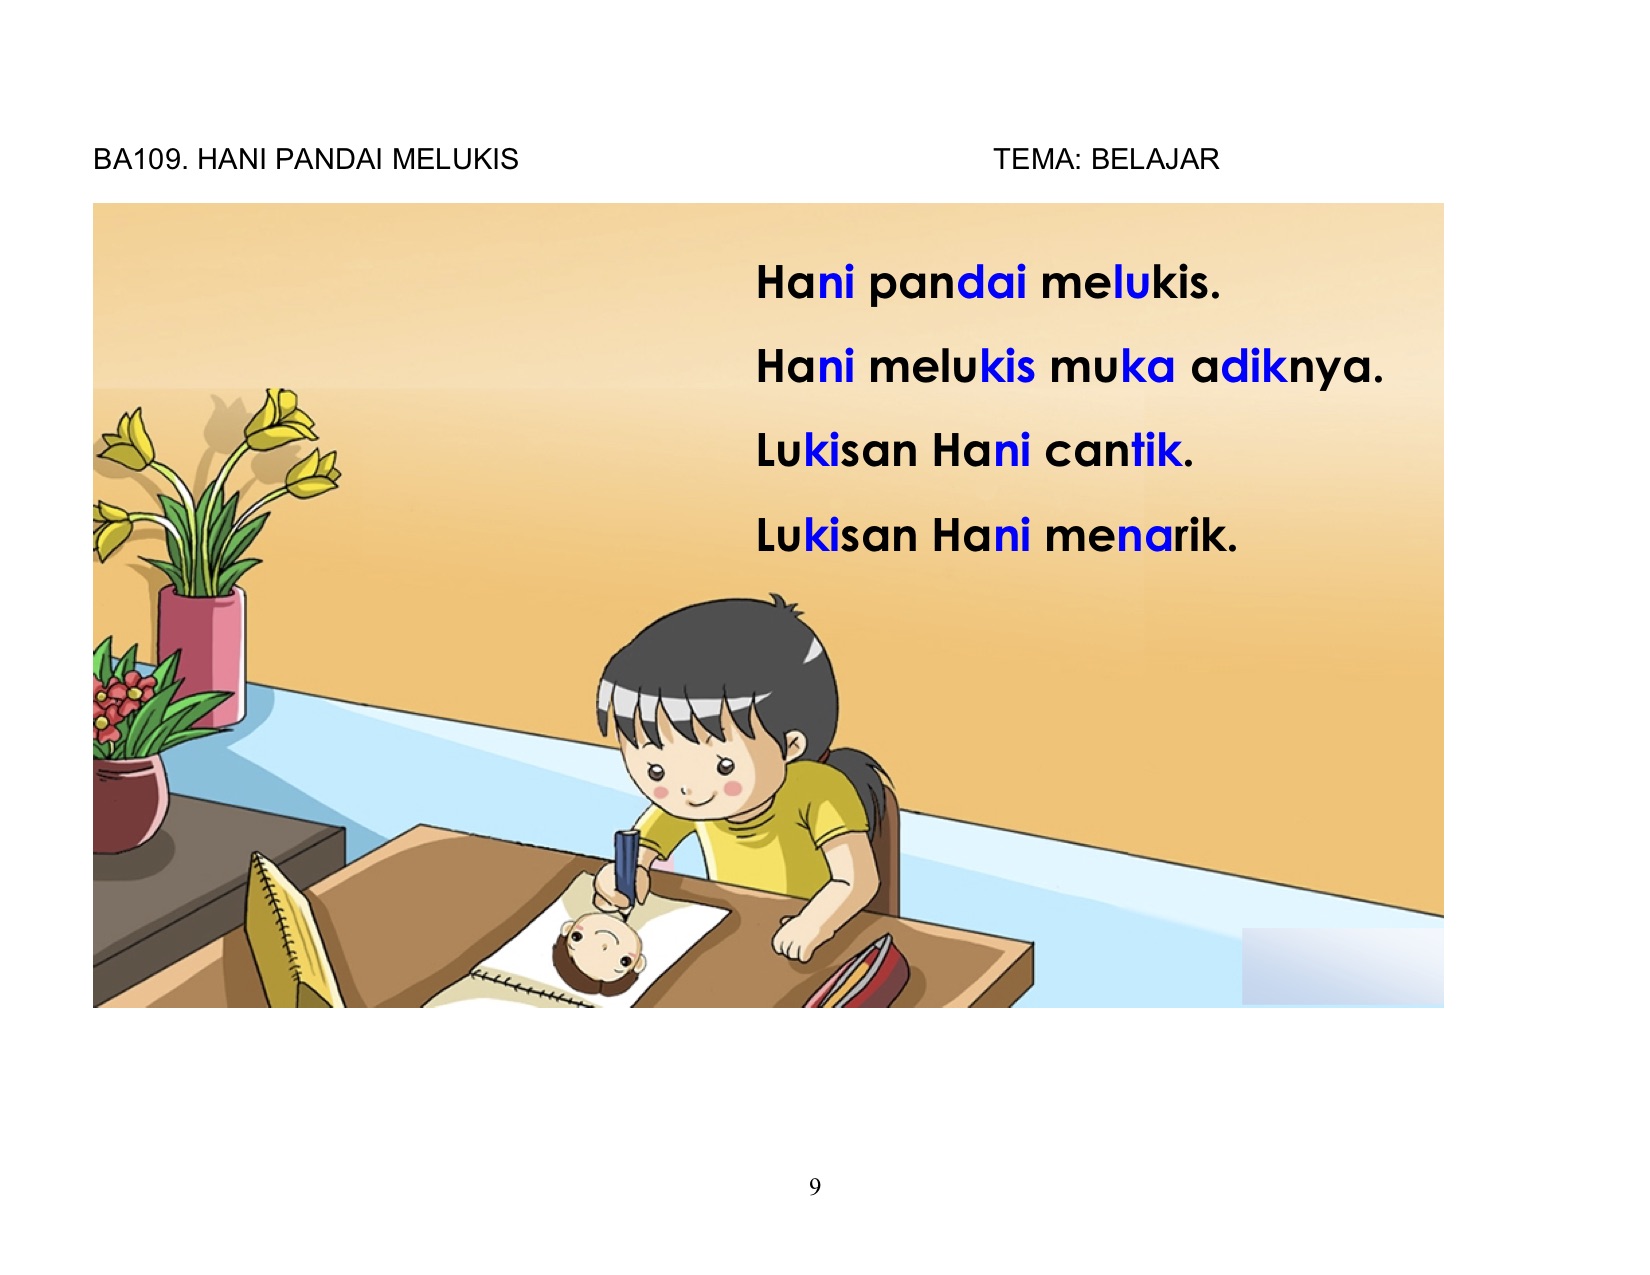 BA109. HANI PANDAI MELUKIS TEMA: BELAJAR
Hani pandai melukis.
Hani melukis muka adiknya.
Lukisan Hani cantik.
Lukisan Hani menarik.
9